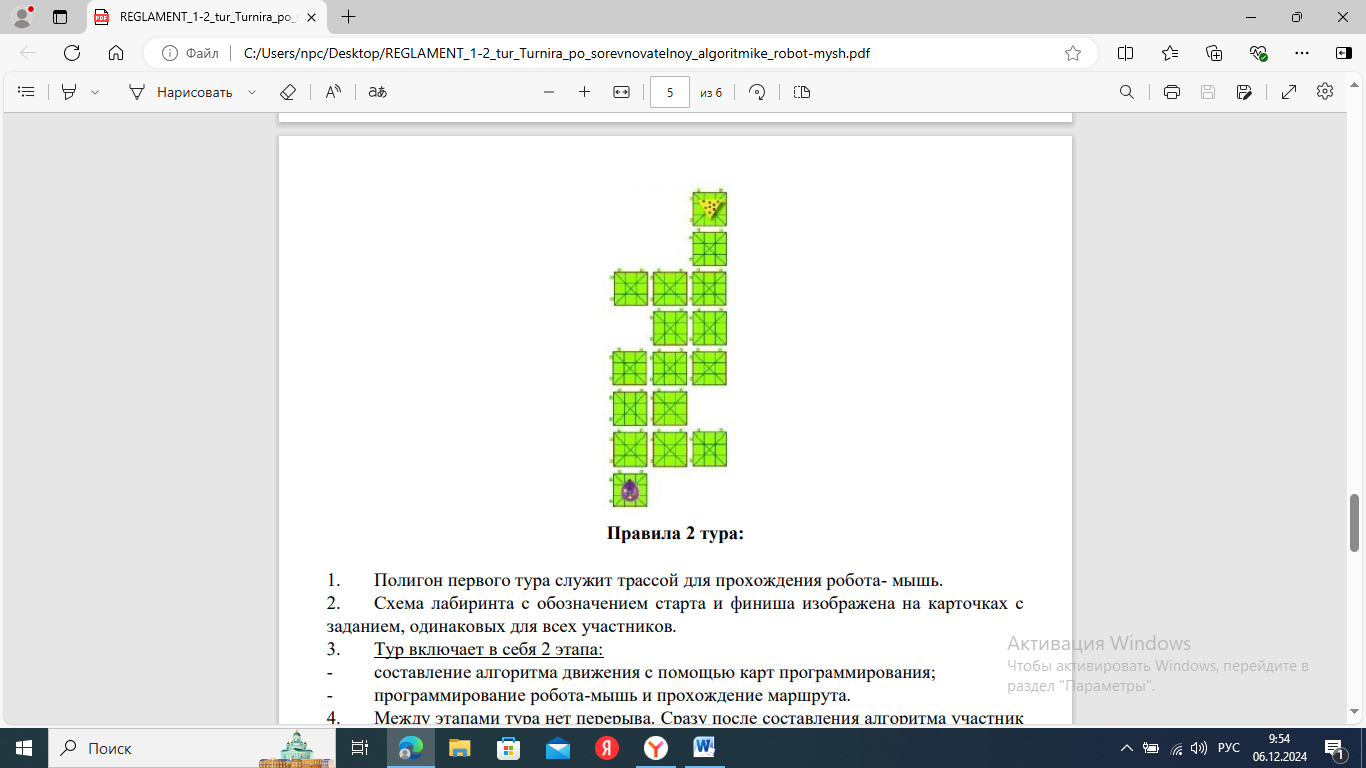 REGLAMENT_1-2_tur_Turnira_po_
Файл
C:/Users/npc/Desktop/REGLAMENT_1-2_tur_Turnira_po_sorevnovatelnoy_algoritmike_robot-mysh.pdf
Нарисовать
5
из 6
Правила 2 тура:
1. Полигон первого тура служит трассой для прохождения робота- мышь.
2. Схема лабиринта с обозначением старта и финиша изображена на карточках с
заданием, одинаковых для всех участников.
3. Тур включает в себя 2 этапа:
- составление алгоритма движения с помощью карт программирования;
- программирование робота-мышь и прохождение маршрута.
4. Между этапами тура нет перерыва. Сразу после составления алгоритма участник
Активация Windows
Чтобы активировать Windows, перейдите в
раздел "Параметры".
Поиск
РУС
9:54
06.12.2024